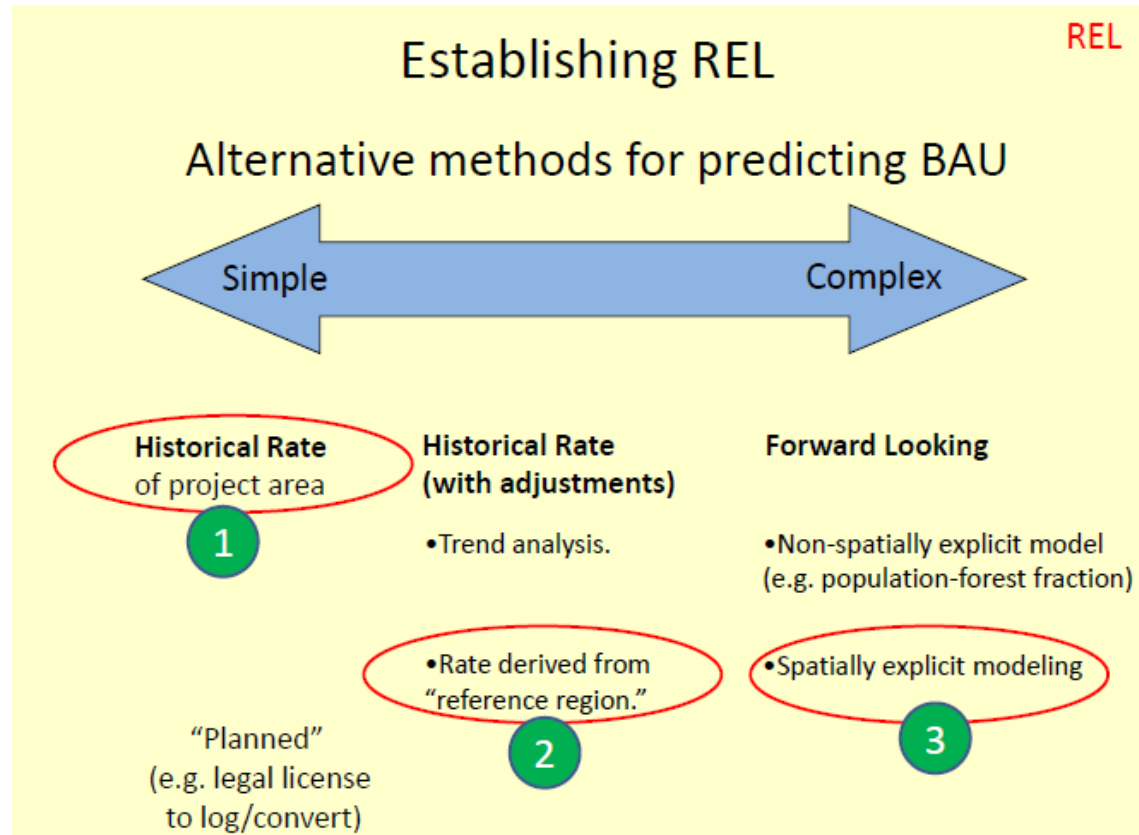 REL
Establishing REL
Alternative methods for predicting BAU
Simple
Complex
Historical Rate
of project area
1
Historical Rate
(with adjustments)
•Trend analysis.
•Rate derived from
“reference region.”
2
Forward Looking
•Non-spatially explicit model
(e.g. population-forest fraction)
•Spatially explicit modeling
3
“Planned”
(e.g. legal license
to log/convert)